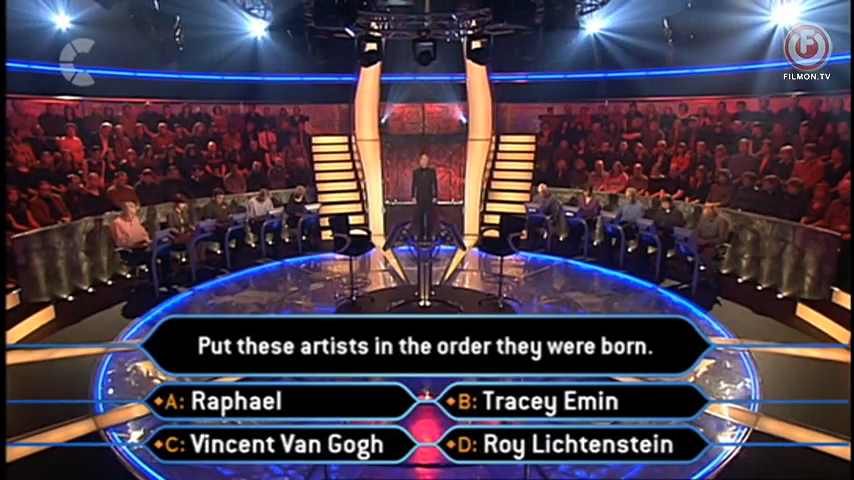 FILMON.TV
Put these artists in the order they were born.
A: Raphael
B: Tracey Emin
C: Vincent Van Gogh
D: Roy Lichtenstein